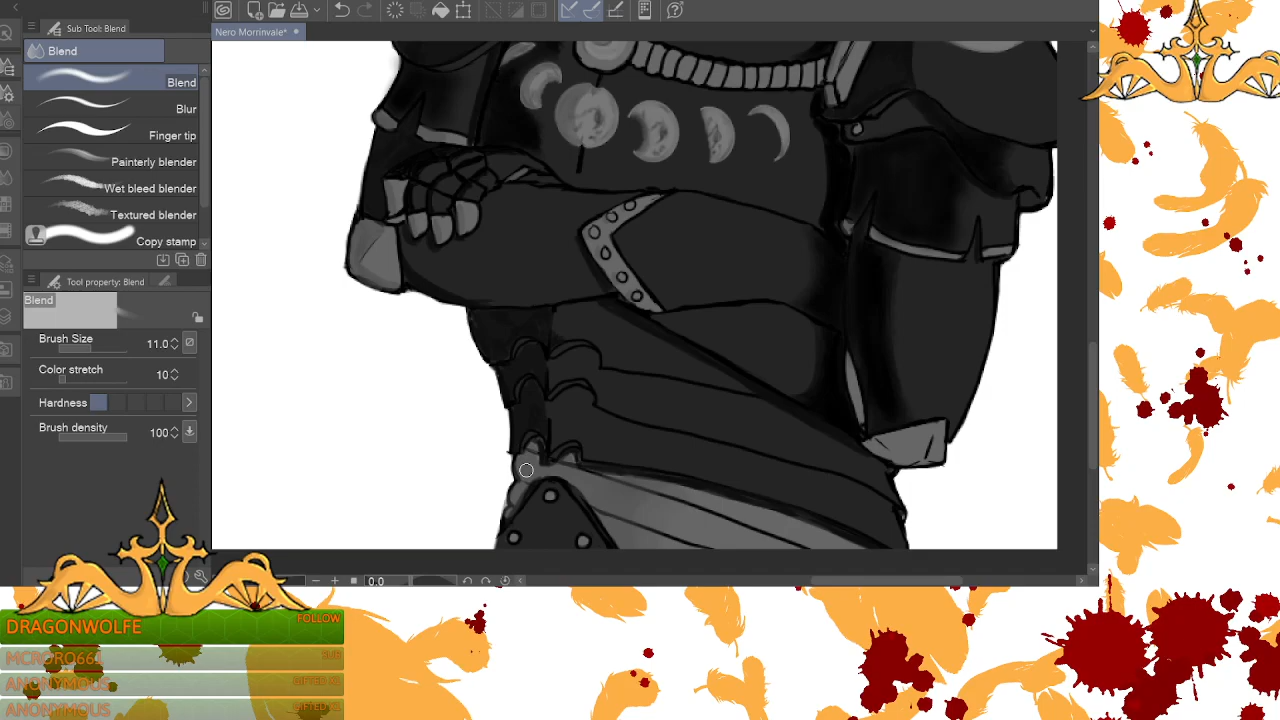 Sub Tool: Blend
Nero Morrinvale*
Blend
Blend
Blur
Finger tip
Painterly blender
Wet bleed blender
Textured blender
Copy stamp
Tool property: Blend
Blend
Brush Size
11.0
Color stretch
10
Hardness
Brush density
100
0.0
FOLLOW
DRAGONWOLFE
MCRORO661
SUB
ANONYMOUS
ANONYMOUS